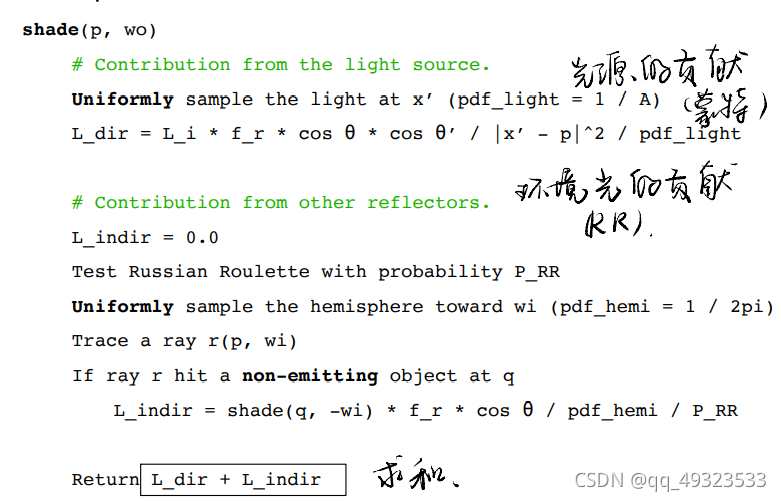 shade(p, wo)
# Contribution from the light source.
光源的贡献
Uniformly sample the light at x′ (pdf_light = 1 / A)
(蒙特)
L_dir = L_i * f_r * cos θ * cos θ′ / |x′ - p|^2 / pdf_light
环境光的贡献
# Contribution from other reflectors.
(RR).
L_indir = 0.0
Test Russian Roulette with probability P_RR
Uniformly sample the hemisphere toward wi (pdf_hemi = 1 / 2pi)
Trace a ray r(p, wi)
If ray r hit a non-emitting object at q
L_indir = shade(q, -wi) * f_r * cos θ / pdf_hemi / P_RR
Return L_dir + L_indir 求和.
CSDN @qq_49323533